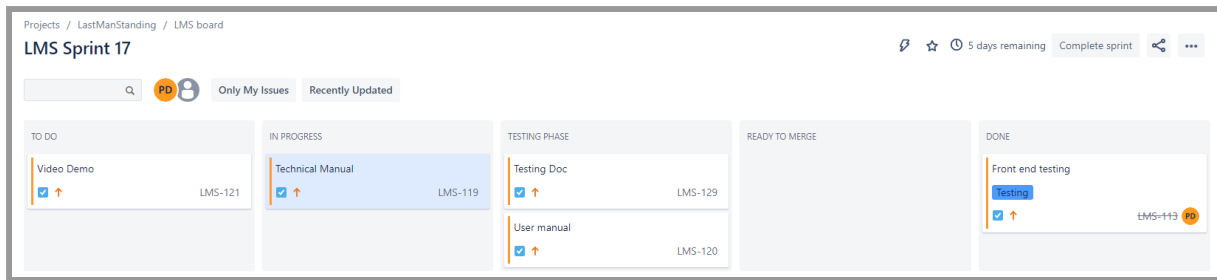 Projects / LastManStanding / LMS board
LMS Sprint 17
5 days remaining Complete sprint
PD Only My Issues Recently Updated
TO DO
Video Demo
LMS-121
IN PROGRESS
Technical Manual
LMS-119
TESTING PHASE
Testing Doc
LMS-129
User manual
LMS-120
READY TO MERGE
DONE
Front end testing
Testing
LMS-113 PD